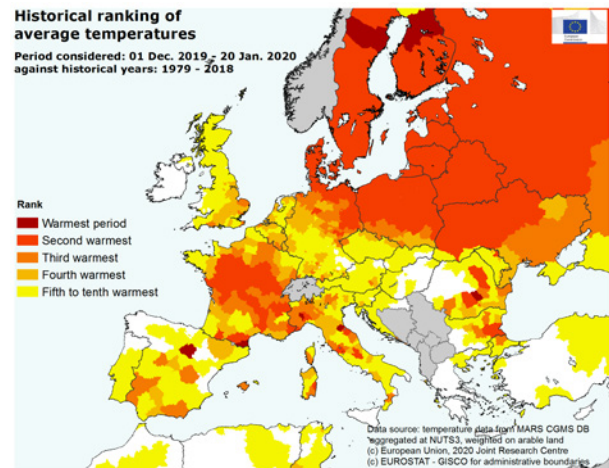 Historical ranking of
average temperatures
Period considered: 01 Dec. 2019 - 20 Jan. 2020
against historical years: 1979 - 2018
Rank
Warmest period
Second warmest
Third warmest
Fourth warmest
Fifth to tenth warmest
Data source: temperature data from MARS CGMS DB
aggregated at NUTS3, weighted on arable land
(c) European Union, 2020 Joint Research Centre
(c) EUROSTAT - GISCO for administrative boundaries